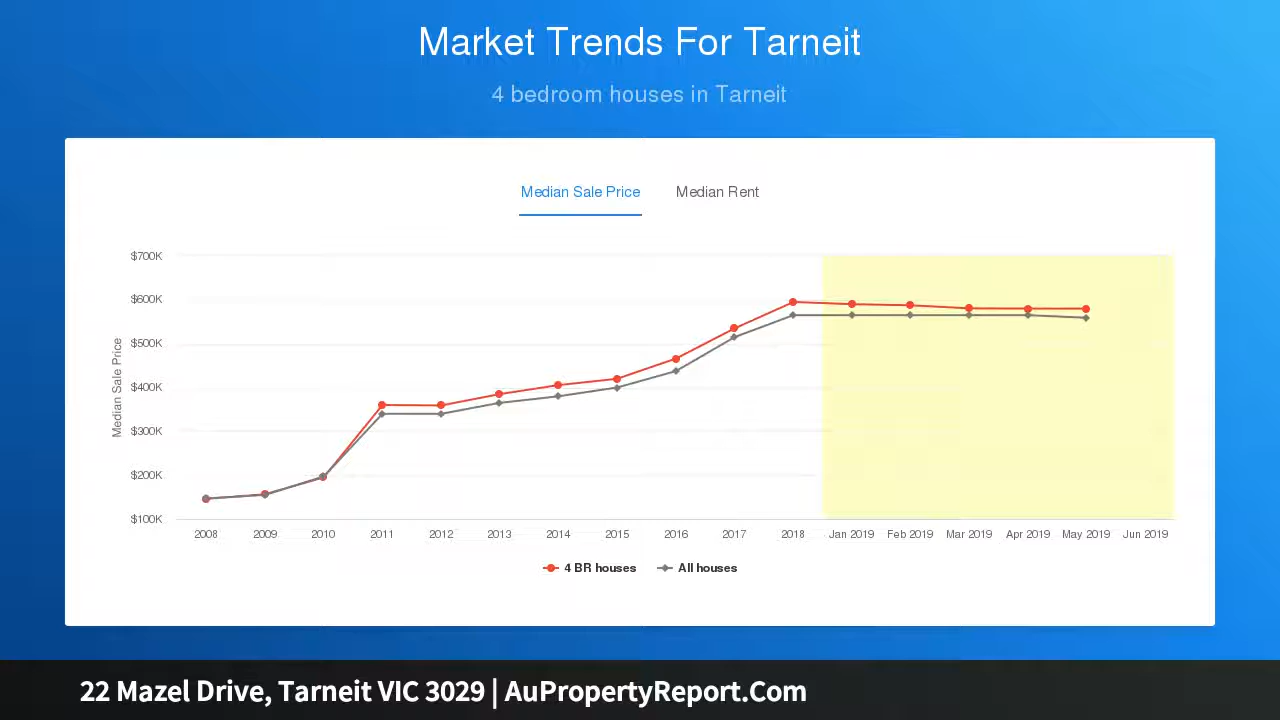 Market Trends For Tarneit
4 bedroom houses in Tarneit
Median Sale Price Median Rent
Median Sale Price
$700K
$600K
$500K
$400K
$300K
$200K
$100K
2008 2009 2010 2011 2012 2013 2014 2015 2016 2017 2018 Jan 2019 Feb 2019 Mar 2019 Apr 2019 May 2019 Jun 2019
4 BR houses All houses
22 Mazel Drive, Tarneit VIC 3029 | AuPropertyReport.Com